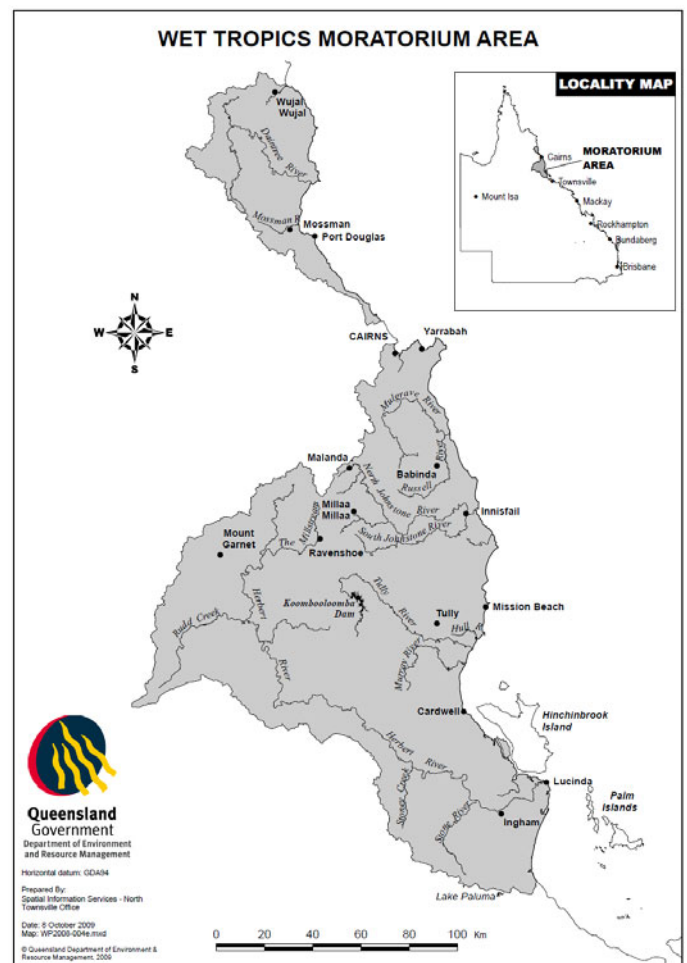 WET TROPICS MORATORIUM AREA
LOCALITY MAP
MORATORIUM
AREA
Cairns
Townsville
Mount Isa
Mackay
Rockhampton
Bundaberg
Brisbane
Wujal
Wujal
Daintree River
Mossman R
Mossman
Port Douglas
N
W E
S
CAIRNS
Yarrabah
Mulgrave River
Malanda
Babinda
Russell River
North Johnstone River
Millaa
Millaa
Innisfail
South Johnstone River
Mount
Garnet
The Millstream
Ravenshoe
Koombooloomba
Dam
Tully River
Mission Beach
Tully
Hull R
Rudd Creek
Herbert River
Murray River
Cardwell
Hinchinbrook
Island
Herbert River
Lucinda
Palm
Islands
Stone River
Ingham
Lake Paluma
Queensland
Government
Department of Environment
and Resource Management
Horizontal datum: GDA94
Prepared By:
Spatial Information Services - North
Townsville Office
Date: 8 October 2009
Map: WP2008-004e.mxd
© Queensland Department of Environment &
Resource Management, 2009
0 20 40 60 80 100 Km